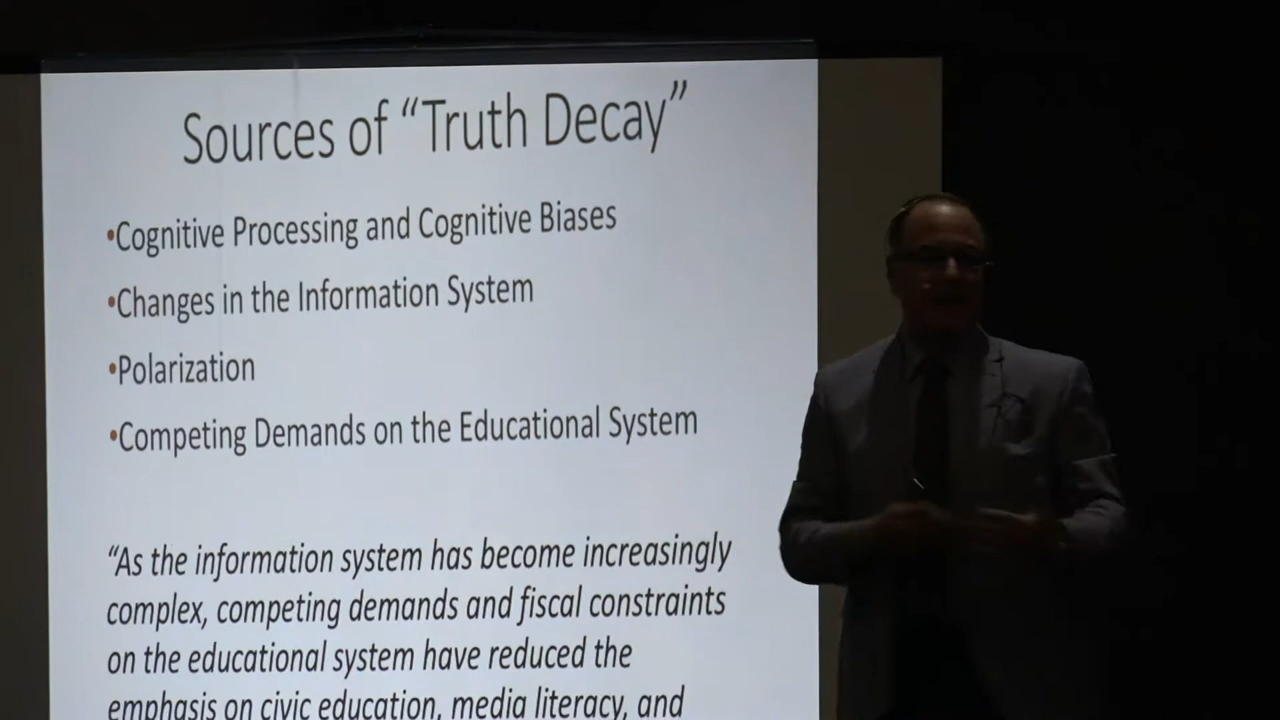 Sources of “Truth Decay”
•Cognitive Processing and Cognitive Biases
•Changes in the Information System
•Polarization
•Competing Demands on the Educational System
“As the information system has become increasingly
complex, competing demands and fiscal constraints
on the educational system have reduced the
emphasis on civic education, media literacy, and